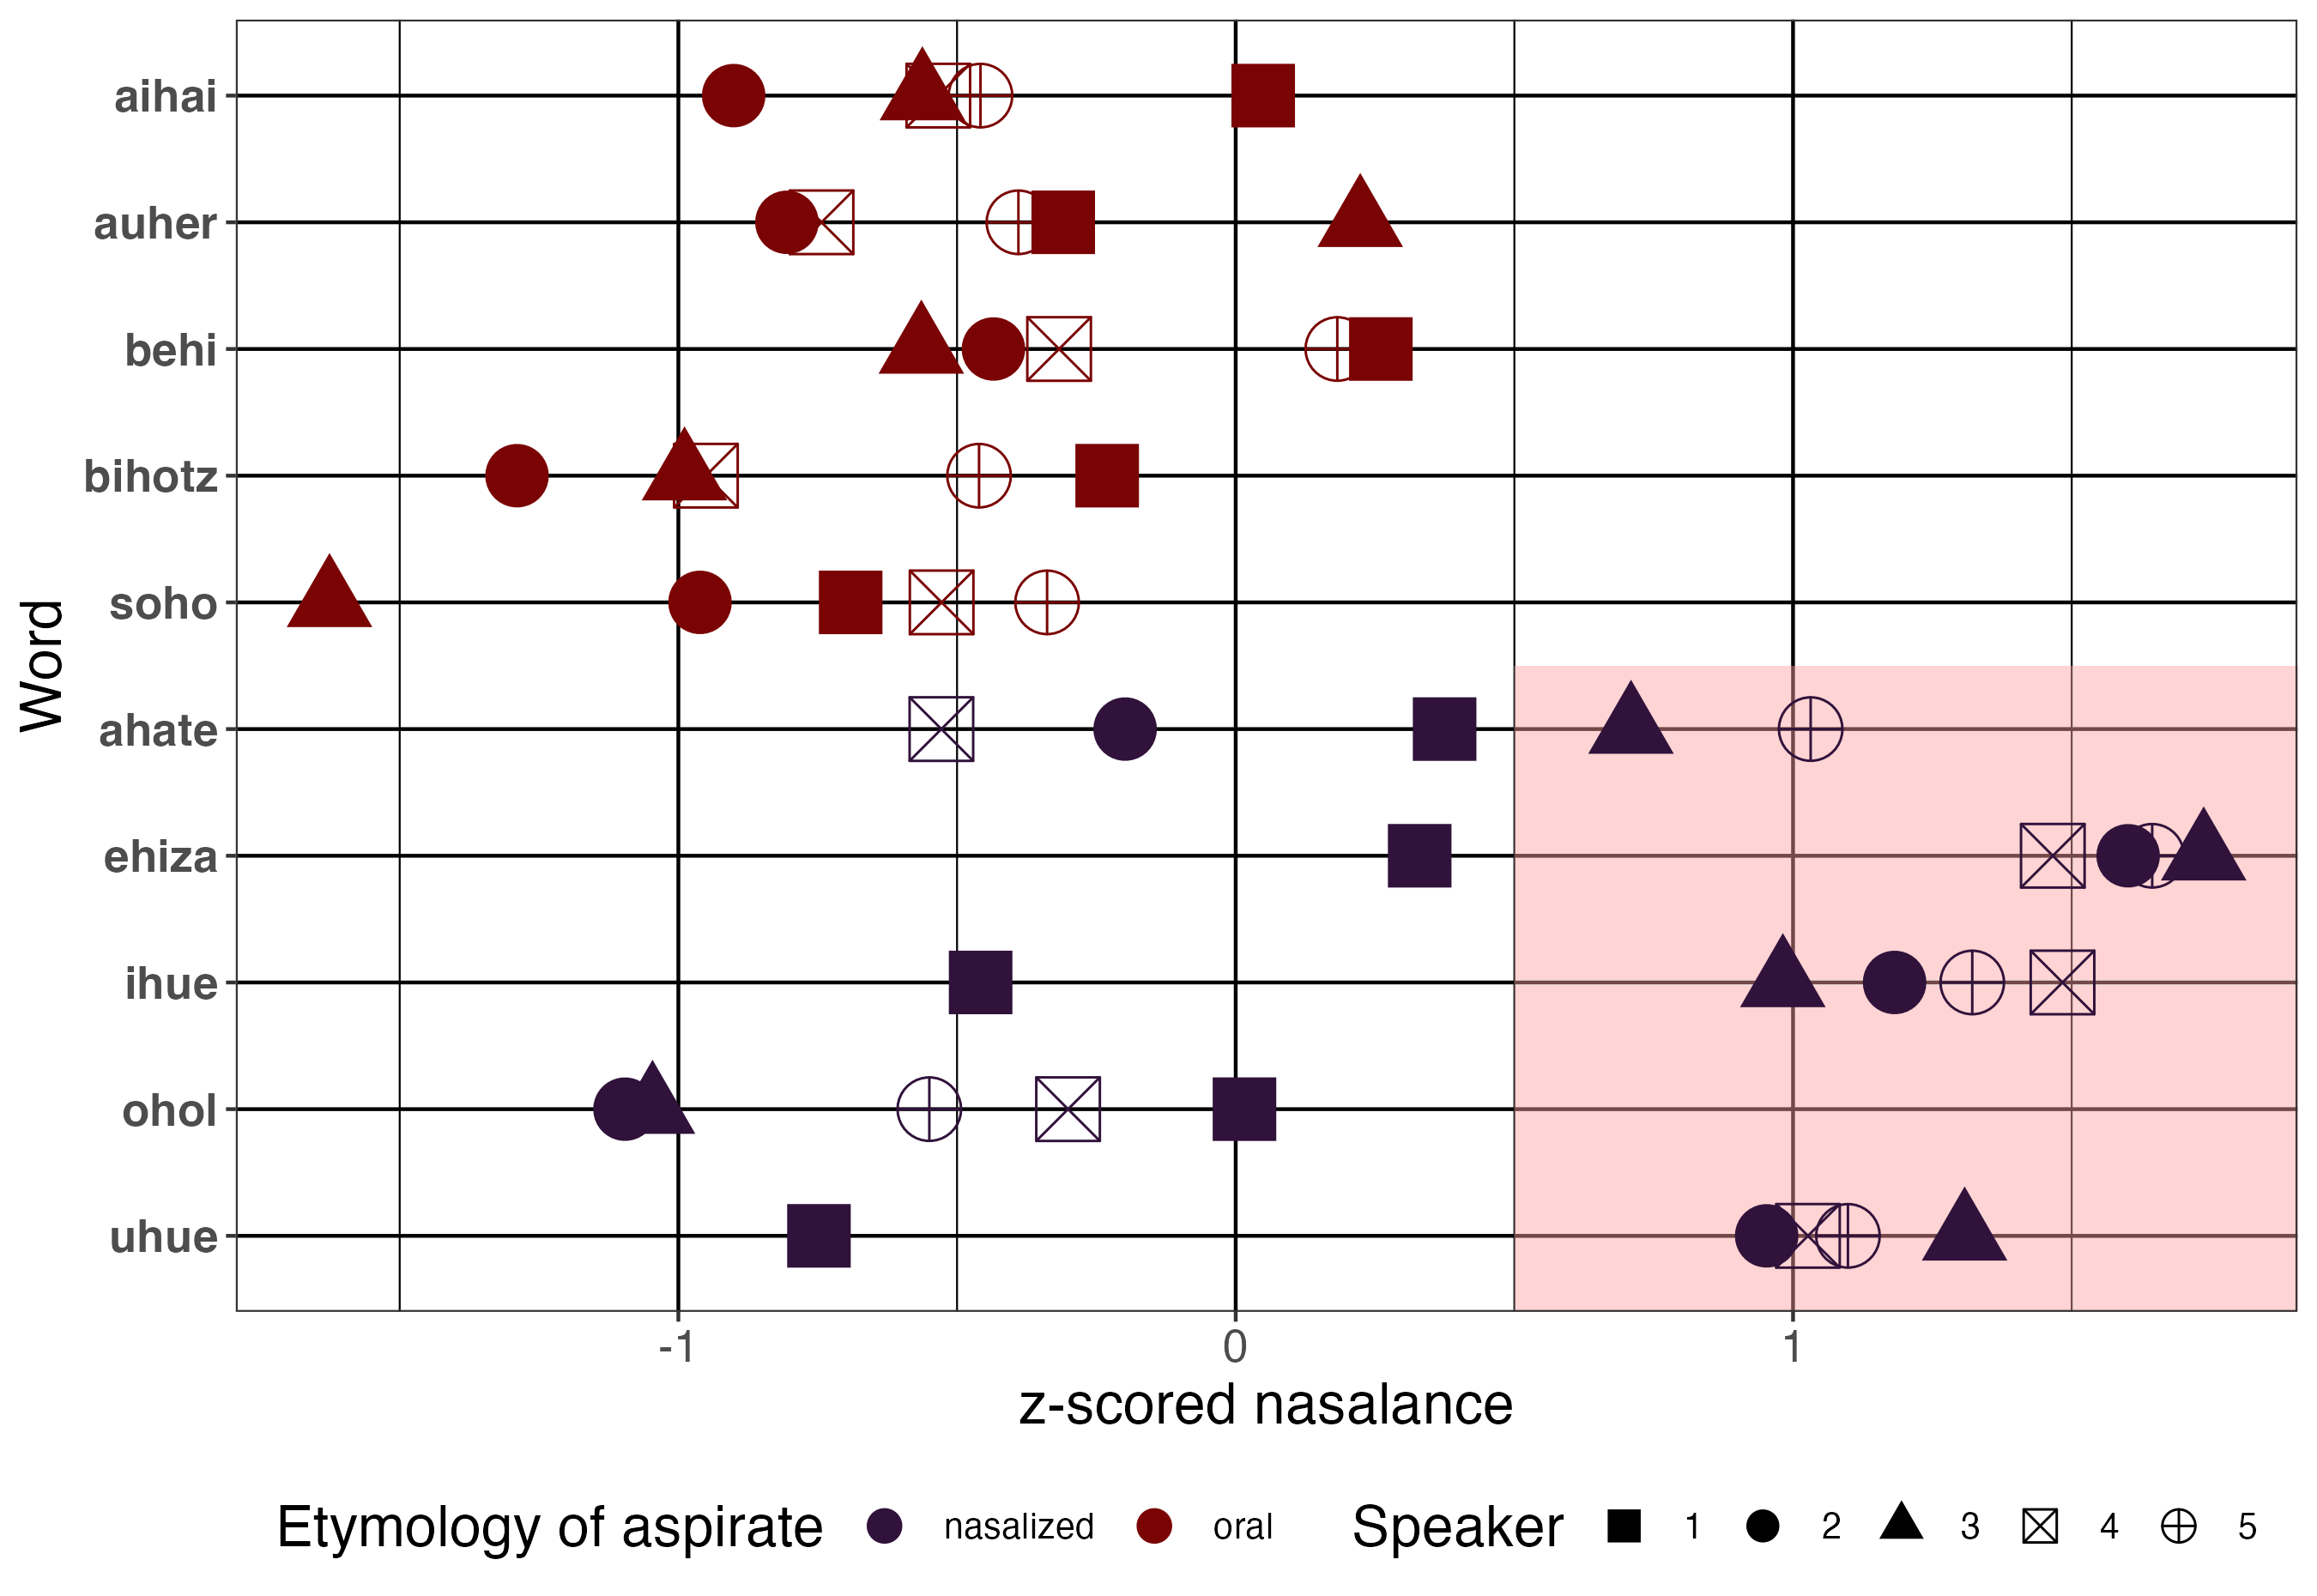 aihai
auher
behi
bihotz
soho
ahate
ehiza
ihue
ohol
uhue
Word
-1 0 1
z-scored nasalance
Etymology of aspirate nasalized oral Speaker 1 2 3 4 5